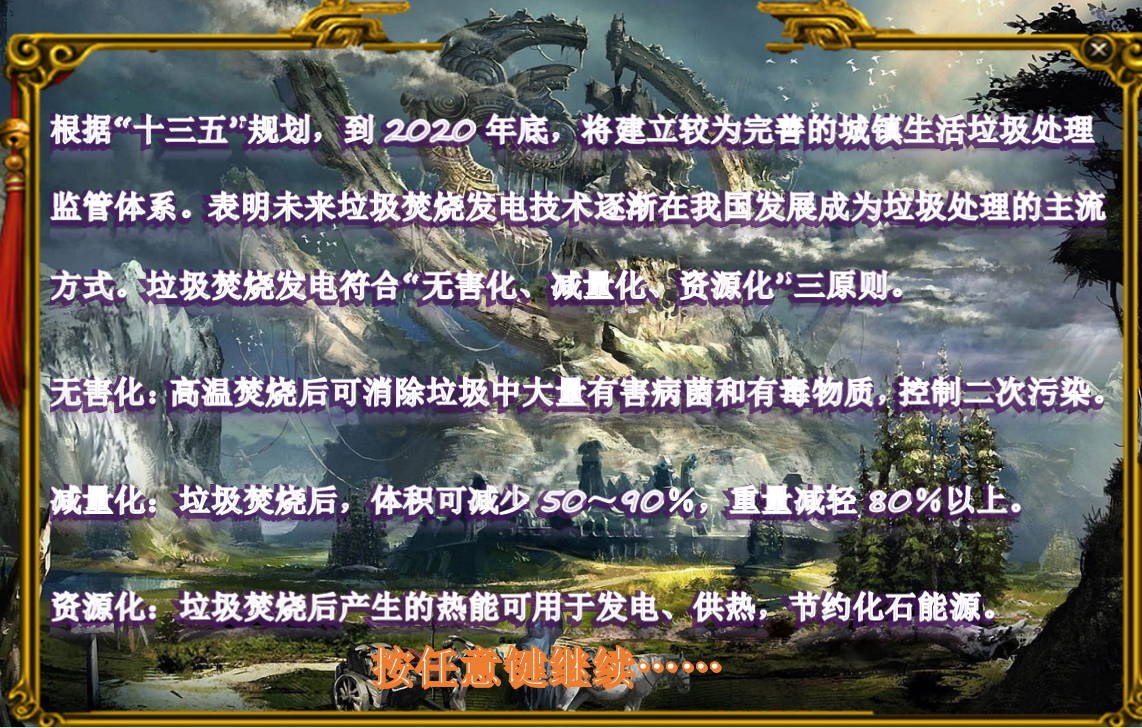 根据“十三五”规划，到 2020 年底，将建立较为完善的城镇生活垃圾处理
监管体系。表明未来垃圾焚烧发电技术逐渐在我国发展成为垃圾处理的主流
方式。垃圾焚烧发电符合“无害化、减量化、资源化”三原则。
无害化：高温焚烧后可消除垃圾中大量有害病菌和有毒物质，控制二次污染。
减量化：垃圾焚烧后，体积可减少 50～90%，重量减轻 80%以上。
资源化：垃圾焚烧后产生的热能可用于发电、供热，节约化石能源。
按任意键继续……